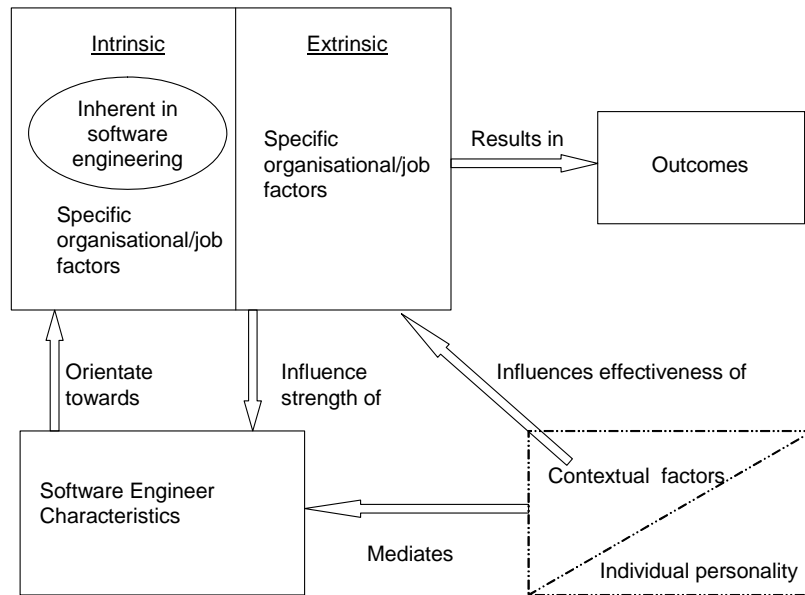 Intrinsic
Extrinsic
Inherent in
software
engineering
Specific
organisational/job
factors
Specific
organisational/job
factors
Results in
Outcomes
Orientate
towards
Influence
strength of
Influences effectiveness of
Software Engineer
Characteristics
Mediates
Contextual factors
Individual personality